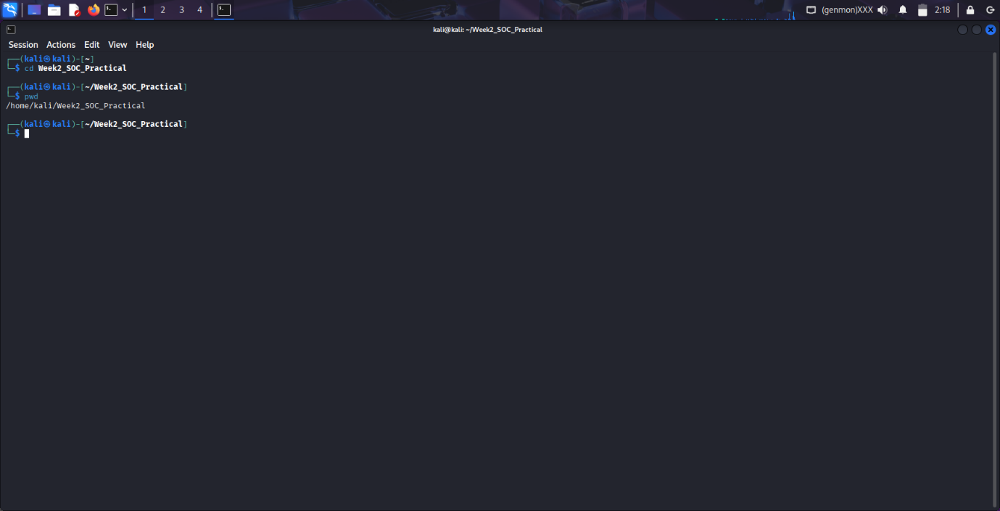 1 2 3 4 (genmon)XXX 2:18
kali@kali: ~/Week2_SOC_Practical
Session Actions Edit View Help
┌──(kali㉿kali)-[~]
└─$ cd Week2_SOC_Practical
┌──(kali㉿kali)-[~/Week2_SOC_Practical]
└─$ pwd
/home/kali/Week2_SOC_Practical
┌──(kali㉿kali)-[~/Week2_SOC_Practical]
└─$